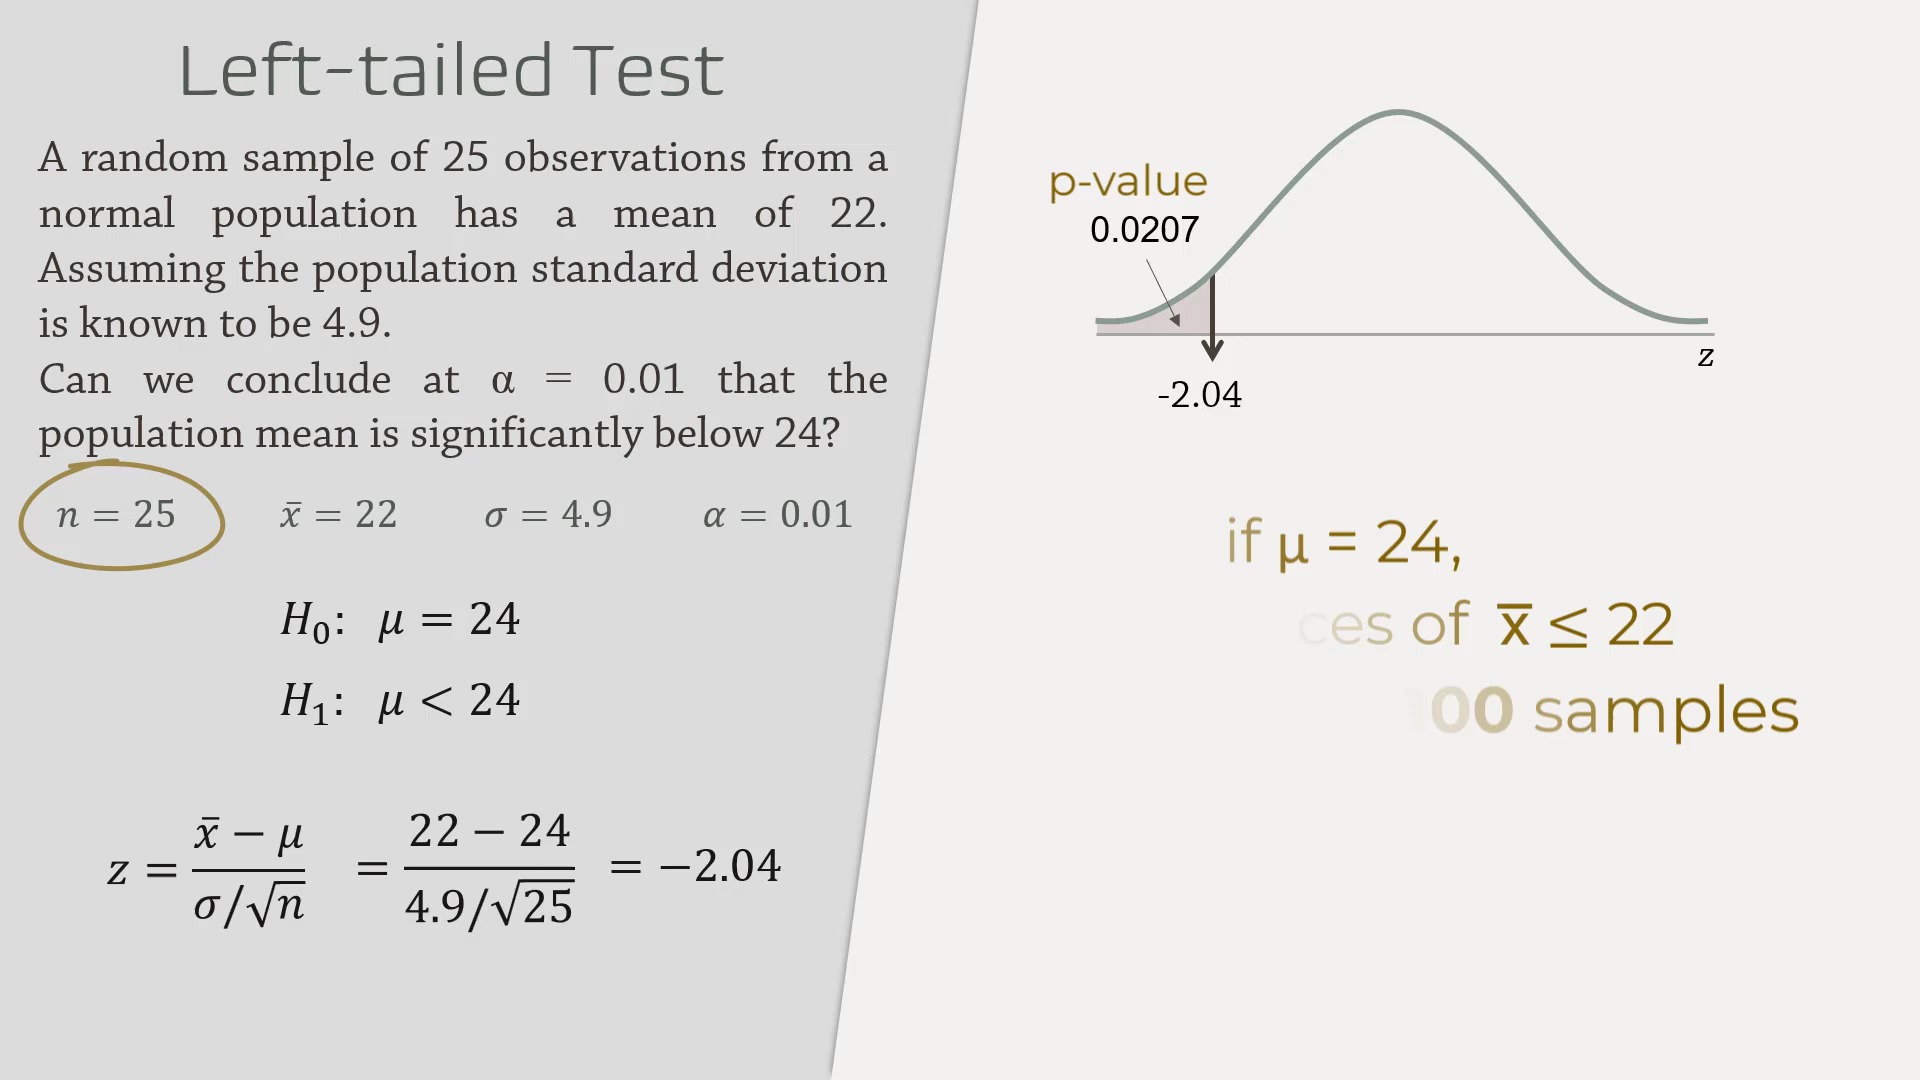 Left-tailed Test
A random sample of 25 observations from a
normal population has a mean of 22.
Assuming the population standard deviation
is known to be 4.9.
Can we conclude at α = 0.01 that the
population mean is significantly below 24?
n = 25 x̄ = 22 σ = 4.9 α = 0.01
H₀: μ = 24
H₁: μ < 24
z = (x̄ − μ)/(σ/√n) = (22 − 24)/(4.9/√25) = −2.04
p-value
0.0207
z
-2.04
if μ = 24,
of x̄ ≤ 22
100 samples